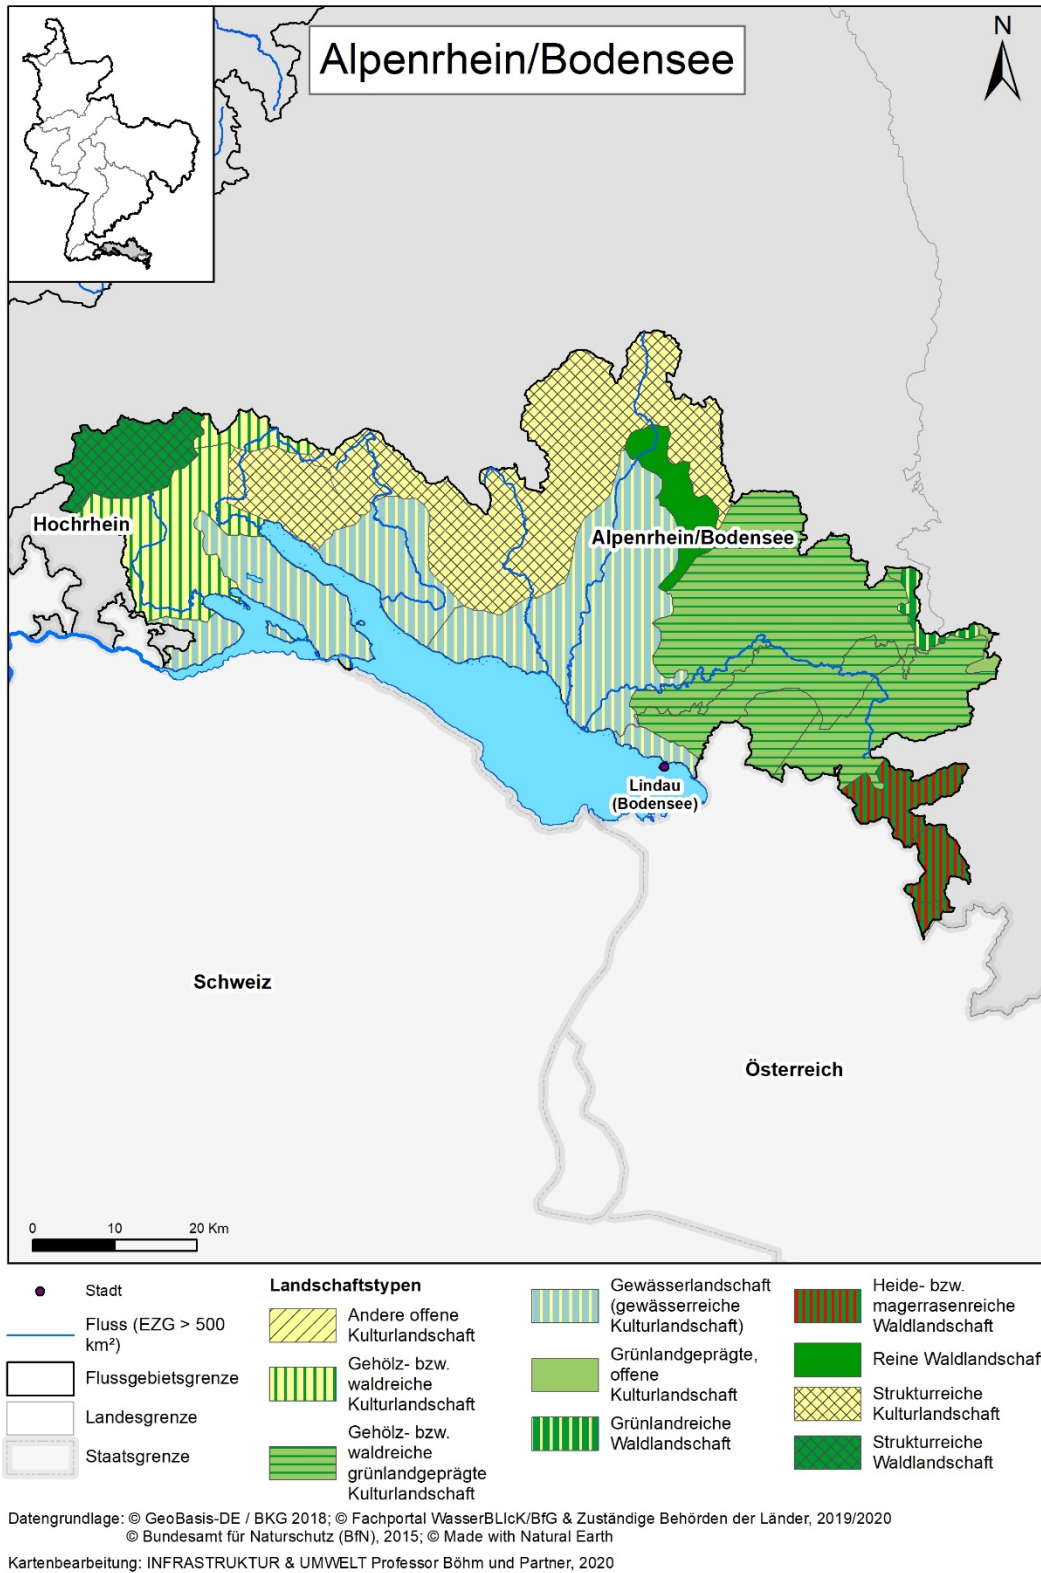 Alpenrhein/Bodensee
N
Hochrhein
Alpenrhein/Bodensee
Lindau
(Bodensee)
Schweiz
Österreich
0 10 20 Km
Stadt
Fluss (EZG > 500
km²)
Flussgebietsgrenze
Landesgrenze
Staatsgrenze
Landschaftstypen
Andere offene
Kulturlandschaft
Gehölz- bzw.
waldreiche
Kulturlandschaft
Gehölz- bzw.
waldreiche
grünlandgeprägte
Kulturlandschaft
Gewässerlandschaft
(gewässerreiche
Kulturlandschaft)
Grünlandgeprägte,
offene
Kulturlandschaft
Grünlandreiche
Waldlandschaft
Heide- bzw.
magerrasenreiche
Waldlandschaft
Reine Waldlandschaft
Strukturreiche
Kulturlandschaft
Strukturreiche
Waldlandschaft
Datengrundlage: © GeoBasis-DE / BKG 2018; © Fachportal WasserBLIcK/BfG & Zuständige Behörden der Länder, 2019/2020
© Bundesamt für Naturschutz (BfN), 2015; © Made with Natural Earth
Kartenbearbeitung: INFRASTRUKTUR & UMWELT Professor Böhm und Partner, 2020